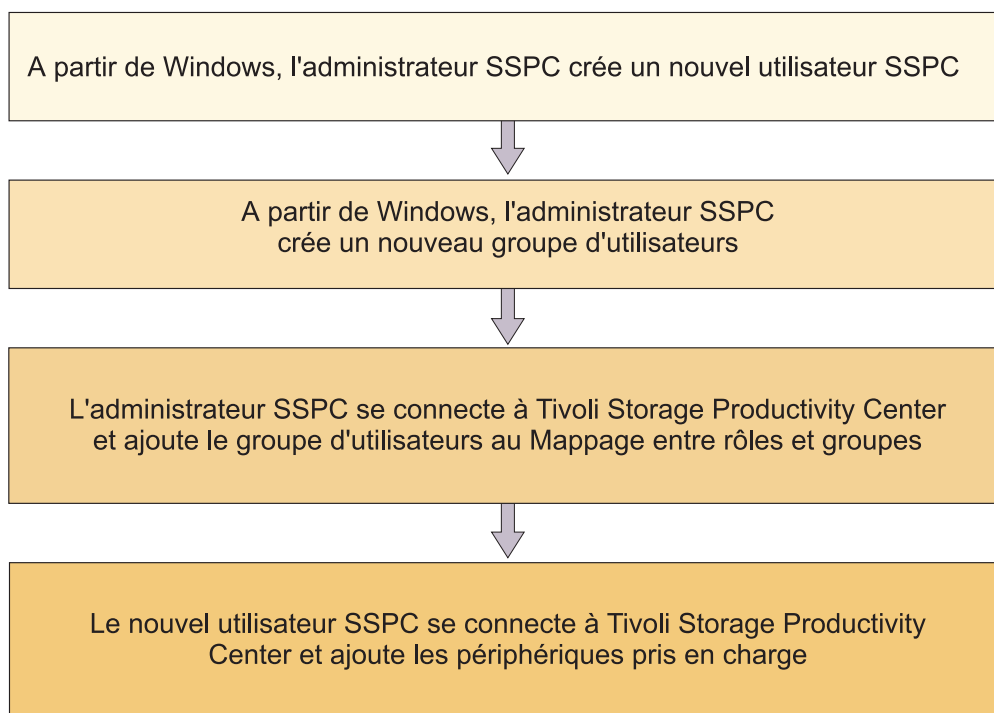 A partir de Windows, l'administrateur SSPC crée un nouvel utilisateur SSPC
A partir de Windows, l'administrateur SSPC
crée un nouveau groupe d'utilisateurs
L'administrateur SSPC se connecte à Tivoli Storage Productivity Center
et ajoute le groupe d'utilisateurs au Mappage entre rôles et groupes
Le nouvel utilisateur SSPC se connecte à Tivoli Storage Productivity
Center et ajoute les périphériques pris en charge